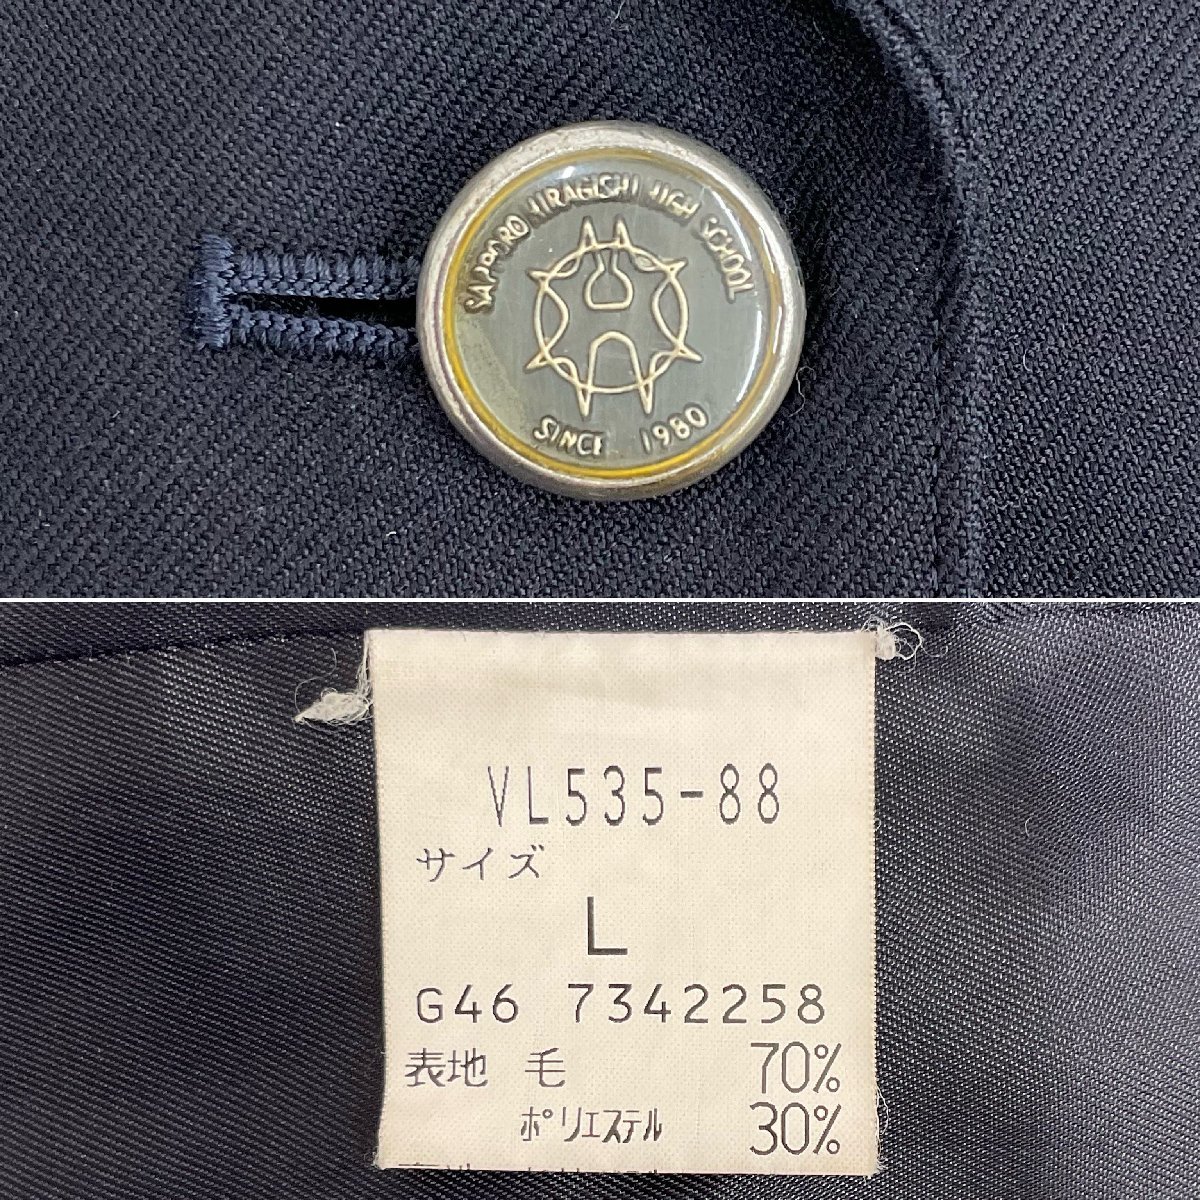 SAPPORO HIRAGISHI HIGH SCHOOL
SINCE 1980
VL535-88
サイズ
L
G46 7342258
表地 毛 70%
ポリエステル 30%